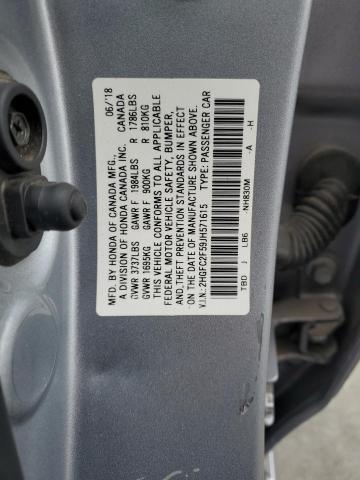 MFD. BY HONDA OF CANADA MFG., 06/'18
A DIVISION OF HONDA CANADA INC. CANADA
GVWR 3737LBS GAWR F 1984LBS R 1786LBS
GVWR 1695KG GAWR F 900KG R 810KG
THIS VEHICLE CONFORMS TO ALL APPLICABLE
FEDERAL MOTOR VEHICLE SAFETY, BUMPER,
AND THEFT PREVENTION STANDARDS IN EFFECT
ON THE DATE OF MANUFACTURE SHOWN ABOVE.
V.I.N.: 2HGFC2F59JH571615 TYPE: PASSENGER CAR
TBD J LB6 NH830M -A -H